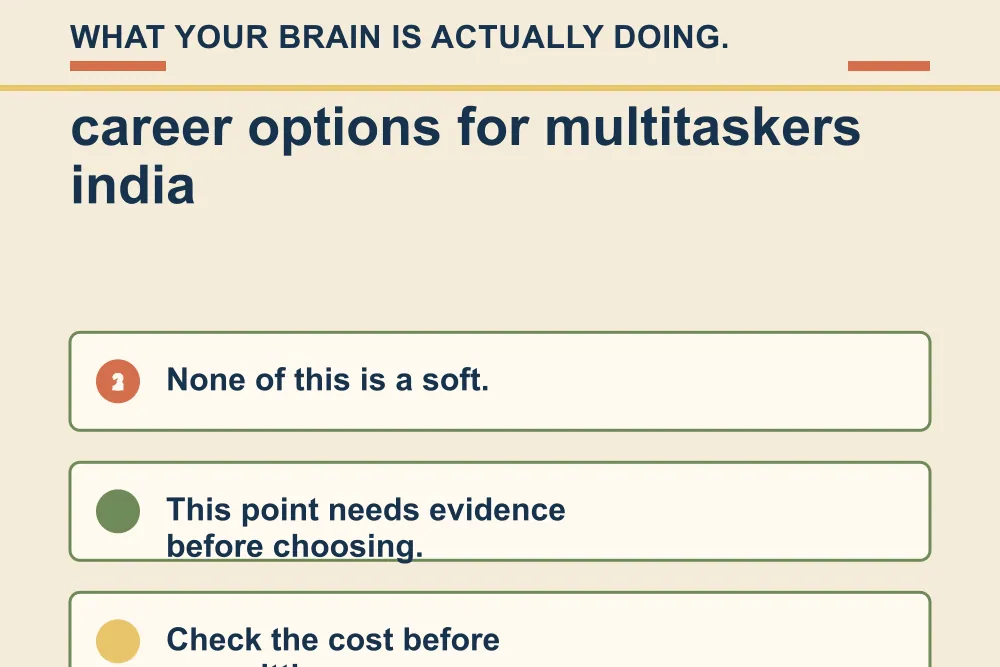 WHAT YOUR BRAIN IS ACTUALLY DOING.
career options for multitaskers
india
None of this is a soft.
This point needs evidence
before choosing.
Check the cost before